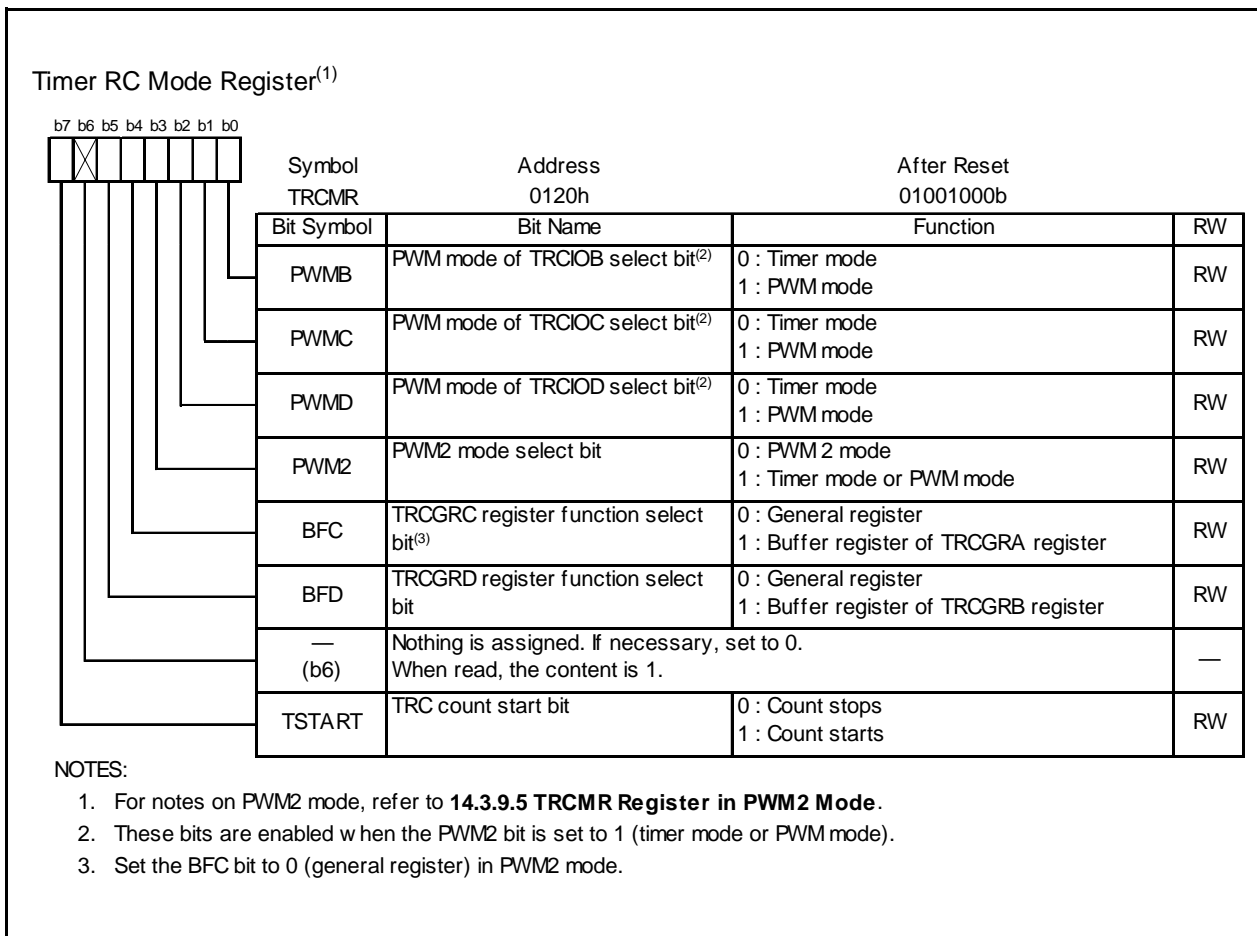 Timer RC Mode Register(1)
b7 b6 b5 b4 b3 b2 b1 b0
Symbol Address After Reset
TRCMR 0120h 01001000b
Bit Symbol Bit Name Function RW
PWMB PWM mode of TRCIOB select bit(2) 0 : Timer mode RW
1 : PWM mode
PWMC PWM mode of TRCIOC select bit(2) 0 : Timer mode RW
1 : PWM mode
PWMD PWM mode of TRCIOD select bit(2) 0 : Timer mode RW
1 : PWM mode
PWM2 PWM2 mode select bit 0 : PWM 2 mode RW
1 : Timer mode or PWM mode
BFC TRCGRC register function select 0 : General register RW
bit(3) 1 : Buffer register of TRCGRA register
BFD TRCGRD register function select 0 : General register RW
bit 1 : Buffer register of TRCGRB register
— Nothing is assigned. If necessary, set to 0. —
(b6) When read, the content is 1.
TSTART TRC count start bit 0 : Count stops RW
1 : Count starts
NOTES:
1. For notes on PWM2 mode, refer to 14.3.9.5 TRCMR Register in PWM2 Mode.
2. These bits are enabled when the PWM2 bit is set to 1 (timer mode or PWM mode).
3. Set the BFC bit to 0 (general register) in PWM2 mode.